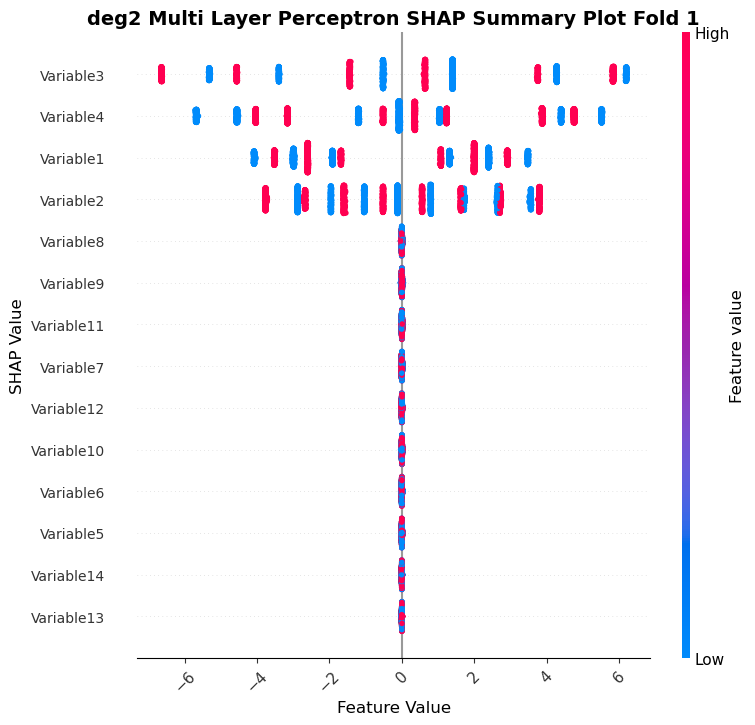 deg2 Multi Layer Perceptron SHAP Summary Plot Fold 1
High
Variable3
Variable4
Variable1
Variable2
Variable8
Variable9
Variable11
Variable7
Variable12
Variable10
Variable6
Variable5
Variable14
Variable13
SHAP Value
Feature value
Low
−6 −4 −2 0 2 4 6
Feature Value